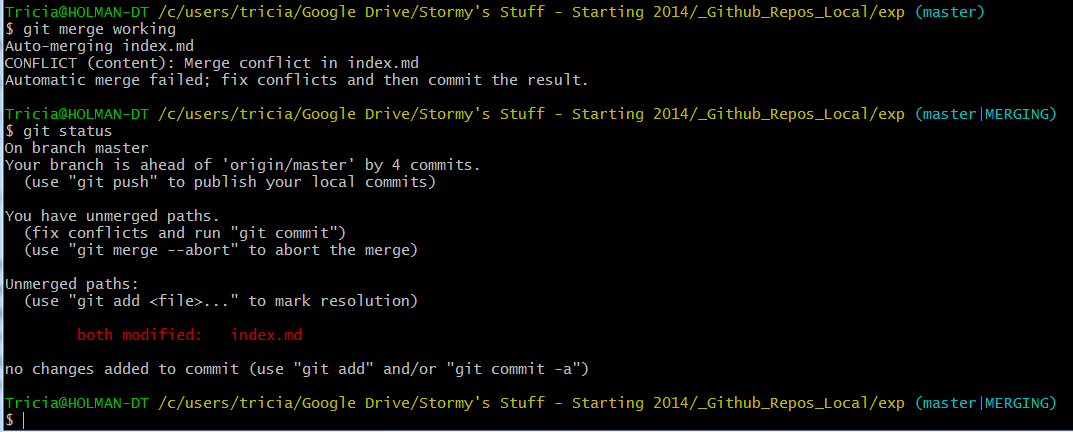 Tricia@HOLMAN-DT /c/users/tricia/Google Drive/Stormy's Stuff - Starting 2014/_Github_Repos_Local/exp (master)
$ git merge working
Auto-merging index.md
CONFLICT (content): Merge conflict in index.md
Automatic merge failed; fix conflicts and then commit the result.

Tricia@HOLMAN-DT /c/users/tricia/Google Drive/Stormy's Stuff - Starting 2014/_Github_Repos_Local/exp (master|MERGING)
$ git status
On branch master
Your branch is ahead of 'origin/master' by 4 commits.
  (use "git push" to publish your local commits)

You have unmerged paths.
  (fix conflicts and run "git commit")
  (use "git merge --abort" to abort the merge)

Unmerged paths:
  (use "git add <file>..." to mark resolution)

        both modified:   index.md

no changes added to commit (use "git add" and/or "git commit -a")

Tricia@HOLMAN-DT /c/users/tricia/Google Drive/Stormy's Stuff - Starting 2014/_Github_Repos_Local/exp (master|MERGING)
$